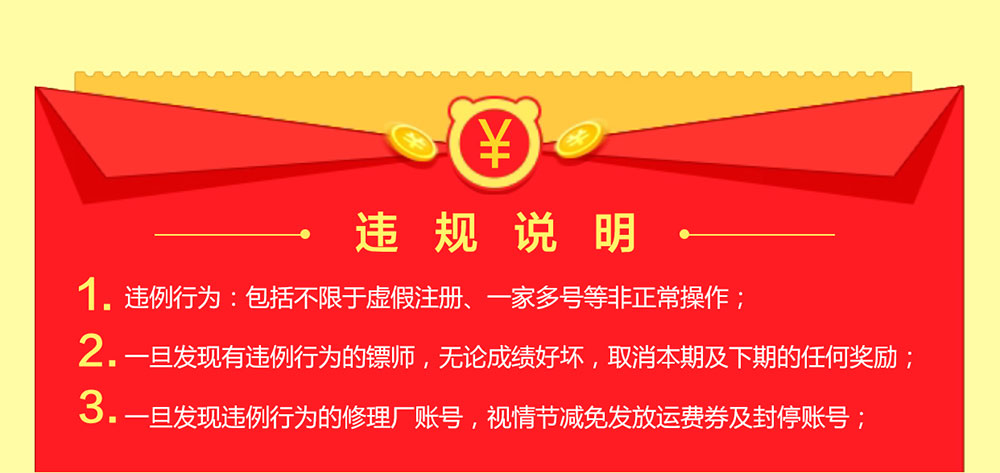 ¥
违规说明
1. 违例行为：包括不限于虚假注册、一家多号等非正常操作；
2. 一旦发现有违例行为的镖师，无论成绩好坏，取消本期及下期的任何奖励；
3. 一旦发现违例行为的修理厂账号，视情节减免发放运费券及封停账号；